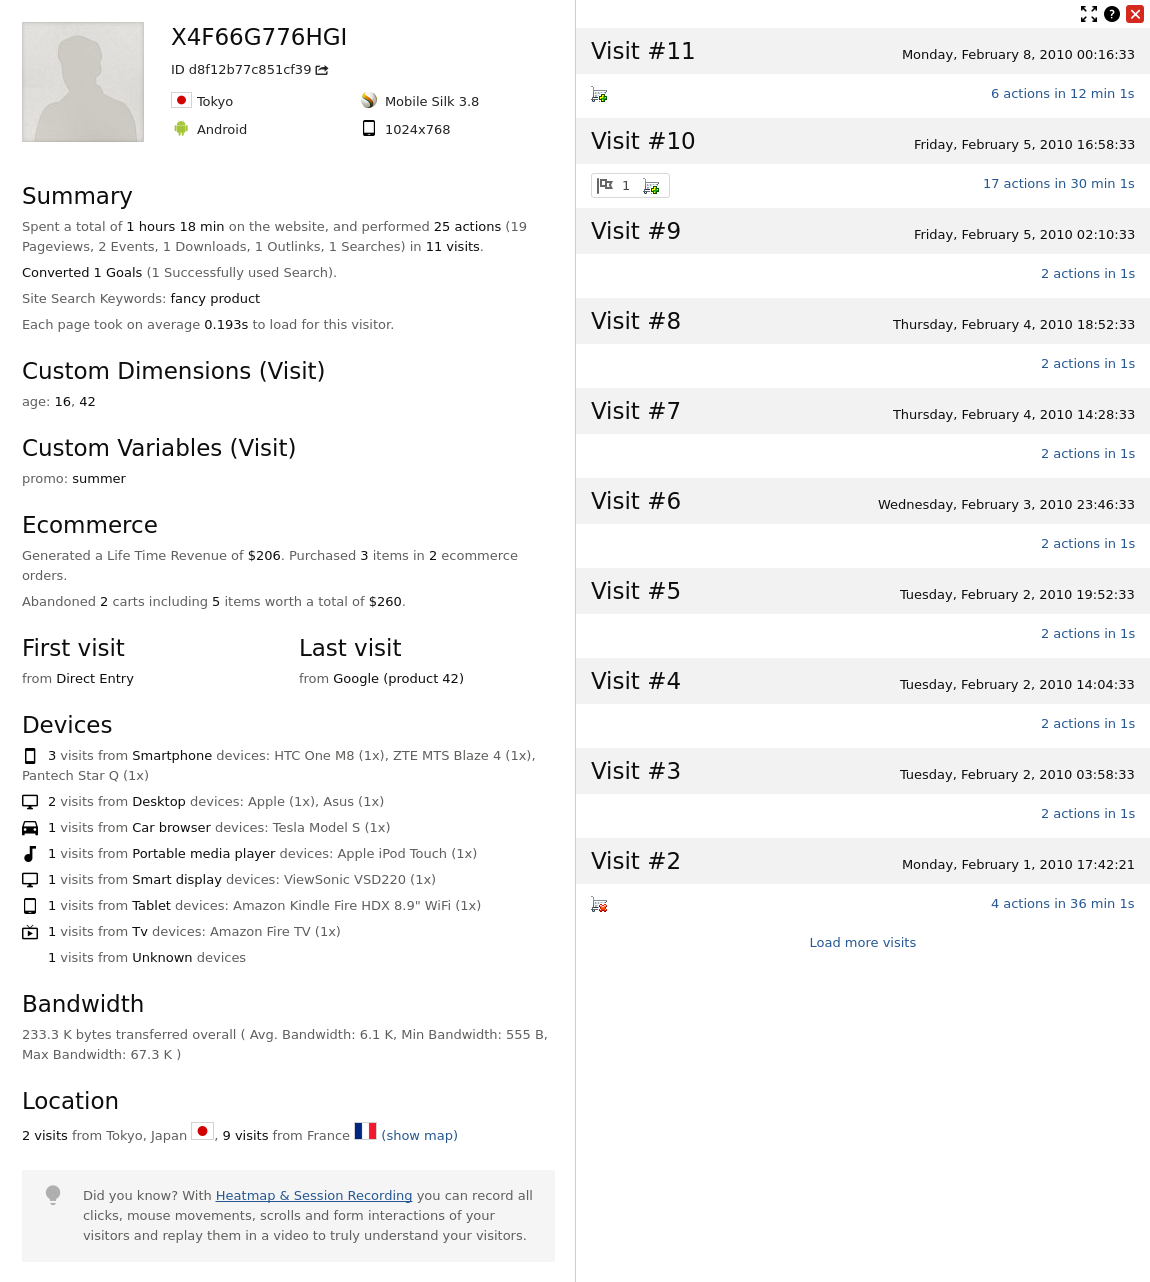 X4F66G776HGI
ID d8f12b77c851cf39
Tokyo
Mobile Silk 3.8
Android
1024x768
Summary
Spent a total of 1 hours 18 min on the website, and performed 25 actions (19
Pageviews, 2 Events, 1 Downloads, 1 Outlinks, 1 Searches) in 11 visits.
Converted 1 Goals (1 Successfully used Search).
Site Search Keywords: fancy product
Each page took on average 0.193s to load for this visitor.
Custom Dimensions (Visit)
age: 16, 42
Custom Variables (Visit)
promo: summer
Ecommerce
Generated a Life Time Revenue of $206. Purchased 3 items in 2 ecommerce
orders.
Abandoned 2 carts including 5 items worth a total of $260.
First visit
from Direct Entry
Last visit
from Google (product 42)
Devices
3 visits from Smartphone devices: HTC One M8 (1x), ZTE MTS Blaze 4 (1x),
Pantech Star Q (1x)
2 visits from Desktop devices: Apple (1x), Asus (1x)
1 visits from Car browser devices: Tesla Model S (1x)
1 visits from Portable media player devices: Apple iPod Touch (1x)
1 visits from Smart display devices: ViewSonic VSD220 (1x)
1 visits from Tablet devices: Amazon Kindle Fire HDX 8.9" WiFi (1x)
1 visits from Tv devices: Amazon Fire TV (1x)
1 visits from Unknown devices
Bandwidth
233.3 K bytes transferred overall ( Avg. Bandwidth: 6.1 K, Min Bandwidth: 555 B,
Max Bandwidth: 67.3 K )
Location
2 visits from Tokyo, Japan , 9 visits from France (show map)
Did you know? With Heatmap & Session Recording you can record all
clicks, mouse movements, scrolls and form interactions of your
visitors and replay them in a video to truly understand your visitors.
?
Visit #11
Monday, February 8, 2010 00:16:33
6 actions in 12 min 1s
Visit #10
Friday, February 5, 2010 16:58:33
1
17 actions in 30 min 1s
Visit #9
Friday, February 5, 2010 02:10:33
2 actions in 1s
Visit #8
Thursday, February 4, 2010 18:52:33
2 actions in 1s
Visit #7
Thursday, February 4, 2010 14:28:33
2 actions in 1s
Visit #6
Wednesday, February 3, 2010 23:46:33
2 actions in 1s
Visit #5
Tuesday, February 2, 2010 19:52:33
2 actions in 1s
Visit #4
Tuesday, February 2, 2010 14:04:33
2 actions in 1s
Visit #3
Tuesday, February 2, 2010 03:58:33
2 actions in 1s
Visit #2
Monday, February 1, 2010 17:42:21
4 actions in 36 min 1s
Load more visits